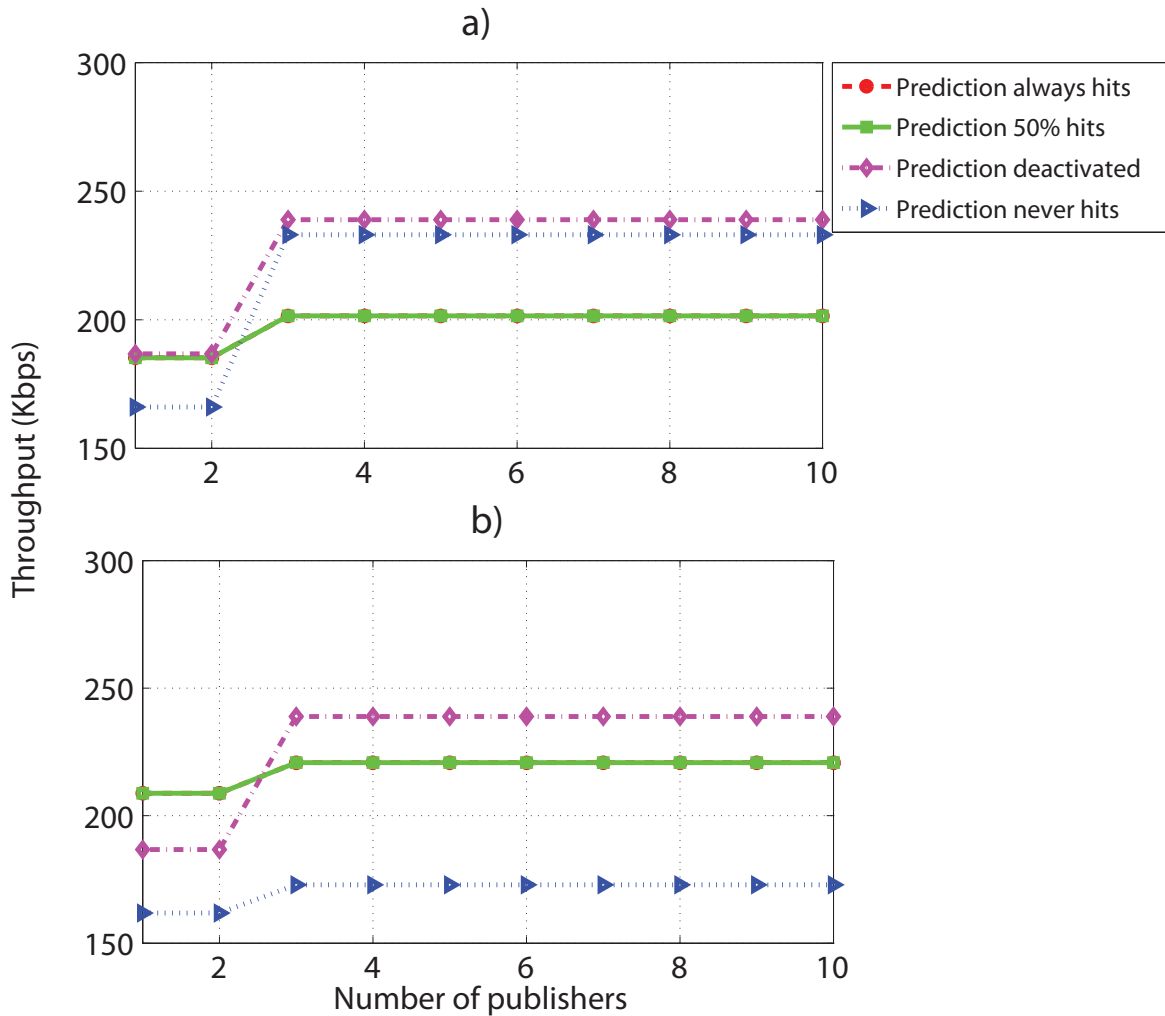 a)
300
250
200
150
2
4
6
8
10
Prediction always hits
Prediction 50% hits
Prediction deactivated
Prediction never hits
Throughput (Kbps)
b)
300
250
200
150
2
4
6
8
10
Number of publishers